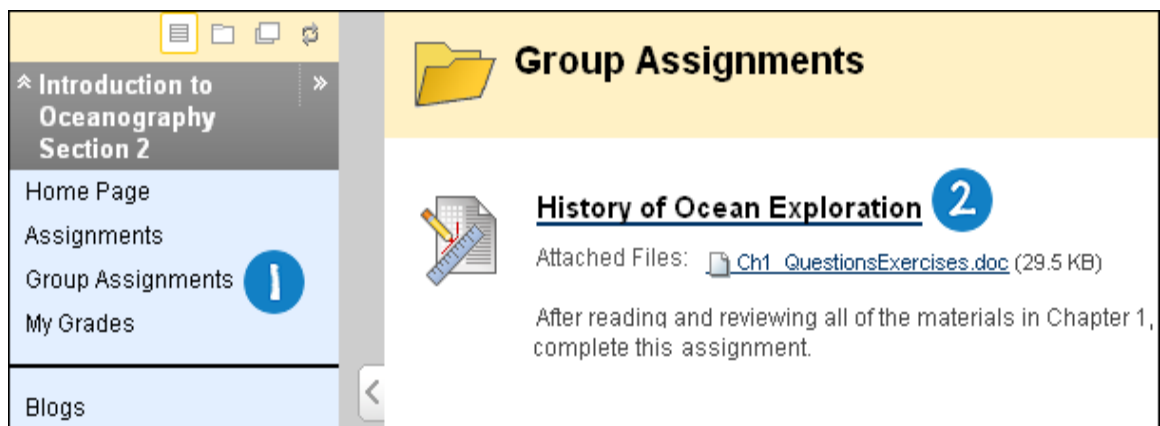 Introduction to
Oceanography
Section 2
Home Page
Assignments
Group Assignments 1
My Grades
Blogs
Group Assignments
History of Ocean Exploration 2
Attached Files: Ch1_QuestionsExercises.doc (29.5 KB)
After reading and reviewing all of the materials in Chapter 1,
complete this assignment.